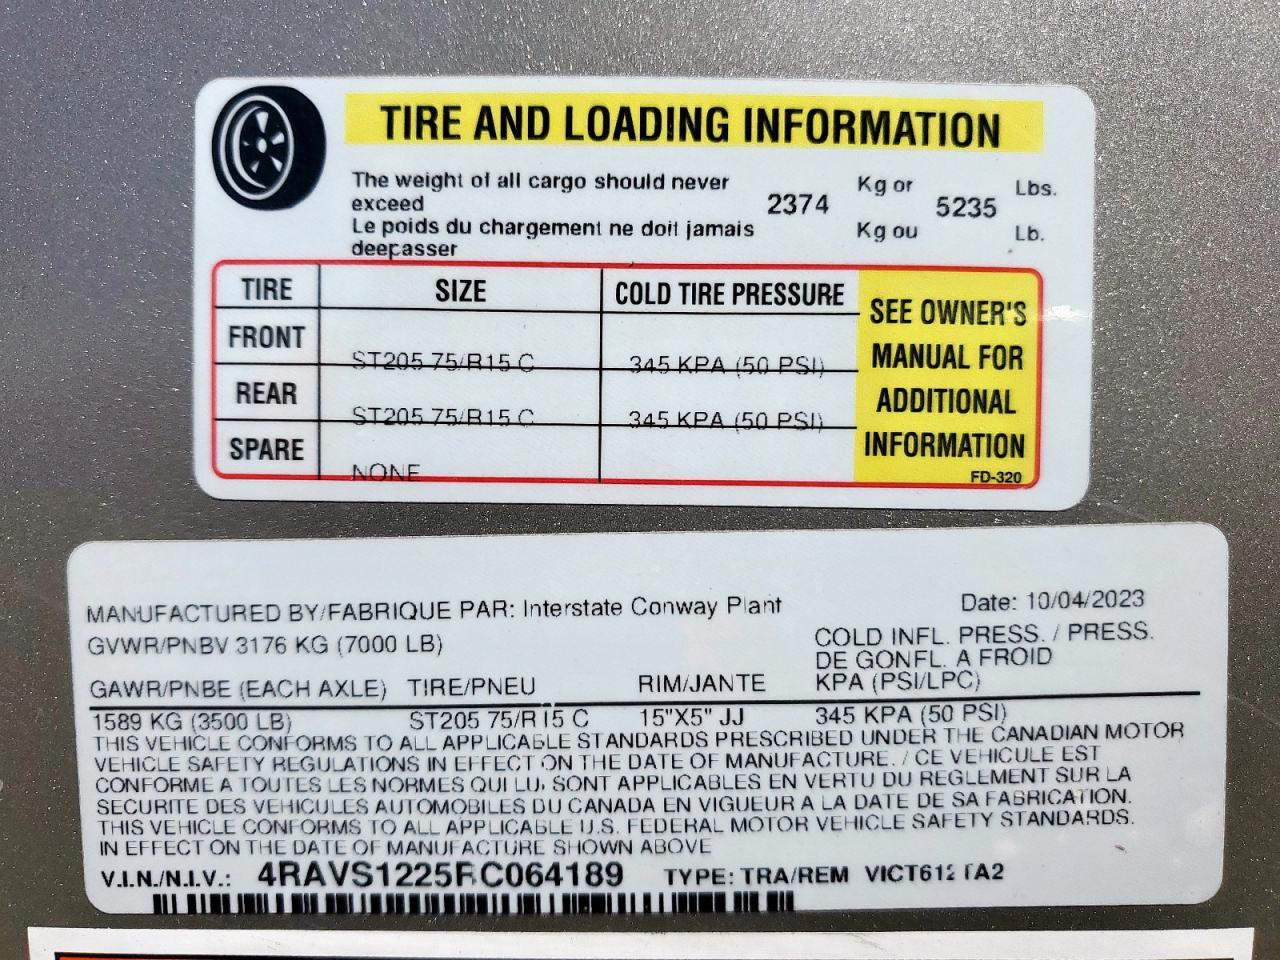 TIRE AND LOADING INFORMATION
The weight of all cargo should never
exceed
2374
Kg or
5235
Lbs.
Le poids du chargement ne doit jamais
deepasser
Kg ou
Lb.
TIRE SIZE COLD TIRE PRESSURE
FRONT ST205 75/R15 C 345 KPA (50 PSI)
REAR ST205 75/R15 C 345 KPA (50 PSI)
SPARE NONE
SEE OWNER'S
MANUAL FOR
ADDITIONAL
INFORMATION
FD-320
MANUFACTURED BY/FABRIQUE PAR: Interstate Conway Plant Date: 10/04/2023
GVWR/PNBV 3176 KG (7000 LB)
COLD INFL. PRESS. / PRESS.
DE GONFL. A FROID
GAWR/PNBE (EACH AXLE) TIRE/PNEU RIM/JANTE KPA (PSI/LPC)
1589 KG (3500 LB) ST205 75/R15 C 15"X5" JJ 345 KPA (50 PSI)
THIS VEHICLE CONFORMS TO ALL APPLICABLE STANDARDS PRESCRIBED UNDER THE CANADIAN MOTOR
VEHICLE SAFETY REGULATIONS IN EFFECT ON THE DATE OF MANUFACTURE. / CE VEHICULE EST
CONFORME A TOUTES LES NORMES QUI LUI SONT APPLICABLES EN VERTU DU REGLEMENT SUR LA
SECURITE DES VEHICULES AUTOMOBILES DU CANADA EN VIGUEUR A LA DATE DE SA FABRICATION.
THIS VEHICLE CONFORMS TO ALL APPLICABLE U.S. FEDERAL MOTOR VEHICLE SAFETY STANDARDS.
IN EFFECT ON THE DATE OF MANUFACTURE SHOWN ABOVE
V.I.N./N.I.V.: 4RAVS1225RC064189 TYPE: TRA/REM VICT612TA2